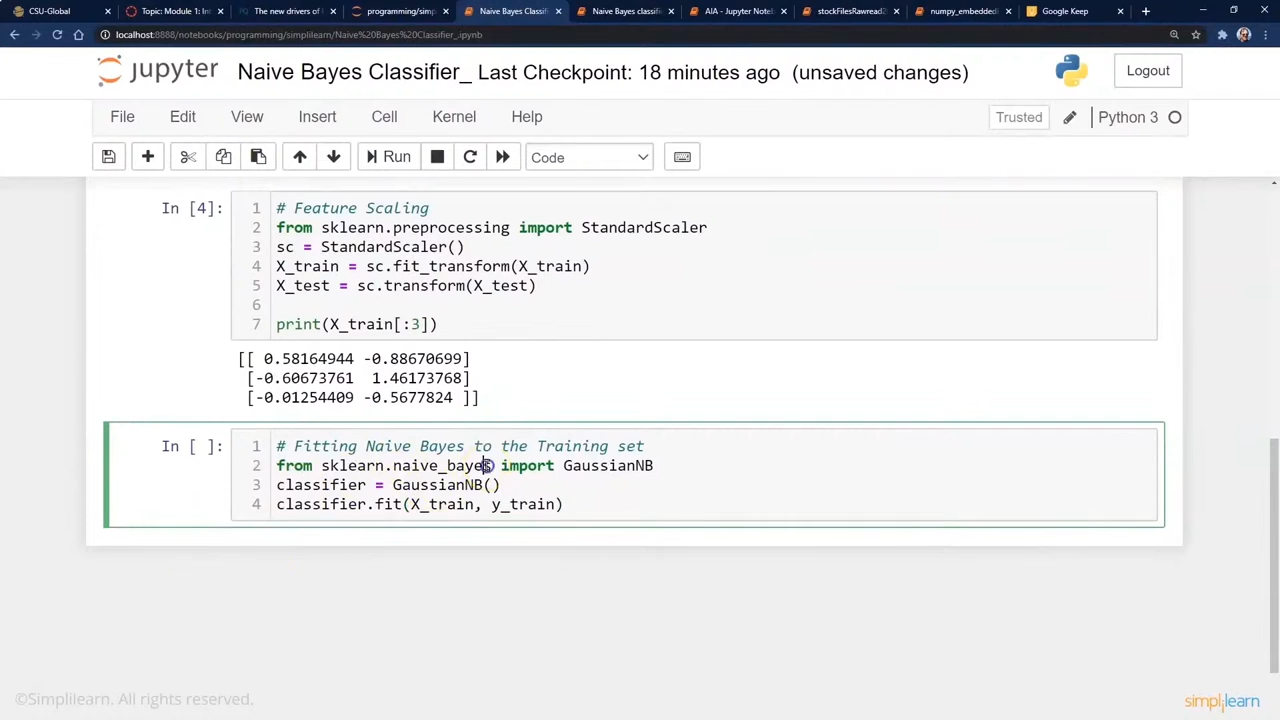 CSU-Global
Topic: Module 1: Int
The new drivers of
programming/simp
Naive Bayes Classifi
Naive Bayes classifie
AIA - Jupyter Noteb
stockFilesRawread2
numpy_embedded
Google Keep
localhost:8888/notebooks/programming/simplilearn/Naive%20Bayes%20Classifier_.ipynb
jupyter Naive Bayes Classifier_ Last Checkpoint: 18 minutes ago (unsaved changes)
Logout
File Edit View Insert Cell Kernel Help
Trusted
Python 3
Run
Code
In [4]:
1 # Feature Scaling
2 from sklearn.preprocessing import StandardScaler
3 sc = StandardScaler()
4 X_train = sc.fit_transform(X_train)
5 X_test = sc.transform(X_test)
6
7 print(X_train[:3])
[[ 0.58164944 -0.88670699]
[-0.60673761 1.46173768]
[-0.01254409 -0.5677824 ]]
In [ ]:
1 # Fitting Naive Bayes to the Training set
2 from sklearn.naive_bayes import GaussianNB
3 classifier = GaussianNB()
4 classifier.fit(X_train, y_train)
©Simplilearn. All rights reserved.
simplilearn